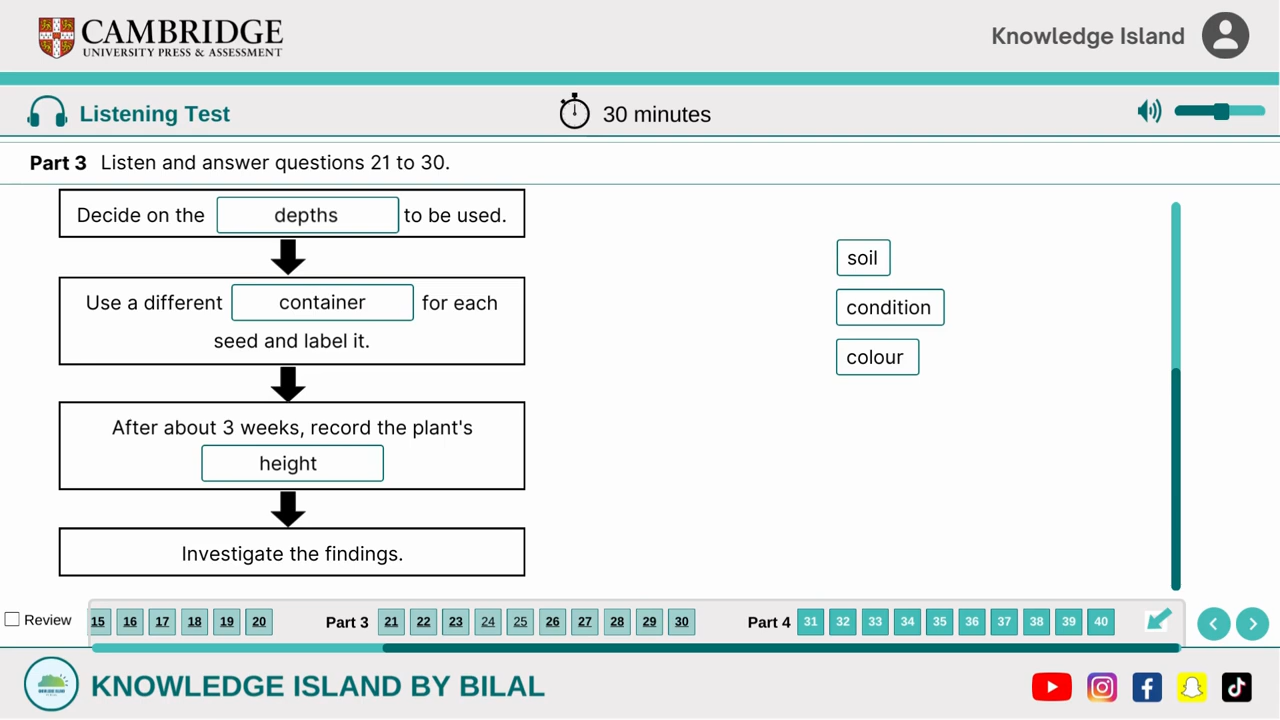 CAMBRIDGE
UNIVERSITY PRESS & ASSESSMENT
Knowledge Island
Listening Test
30 minutes
Part 3 Listen and answer questions 21 to 30.
Decide on the depths to be used.
Use a different container for each
seed and label it.
After about 3 weeks, record the plant's
height
Investigate the findings.
soil
condition
colour
Review
15 16 17 18 19 20 Part 3 21 22 23 24 25 26 27 28 29 30 Part 4 31 32 33 34 35 36 37 38 39 40
KNOWLEDGE ISLAND BY BILAL